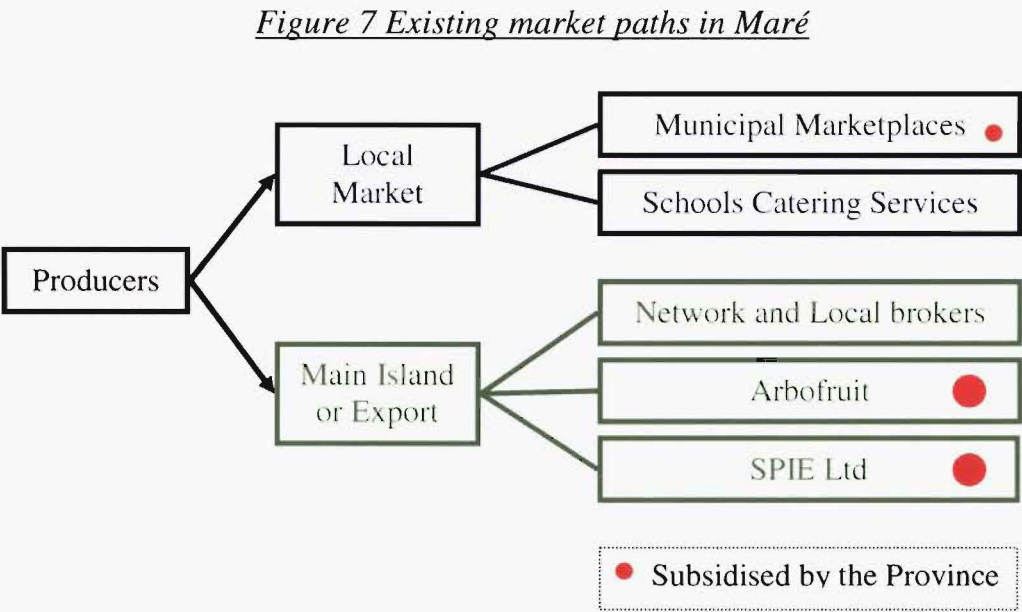 Figure 7 Existing market paths in Maré
Municipal Marketplaces
Local
Market
Schools Catering Services
Producers
Network and Local brokers
Main Island
or Export
Arbofruit
SPIE Ltd
Subsidised by the Province